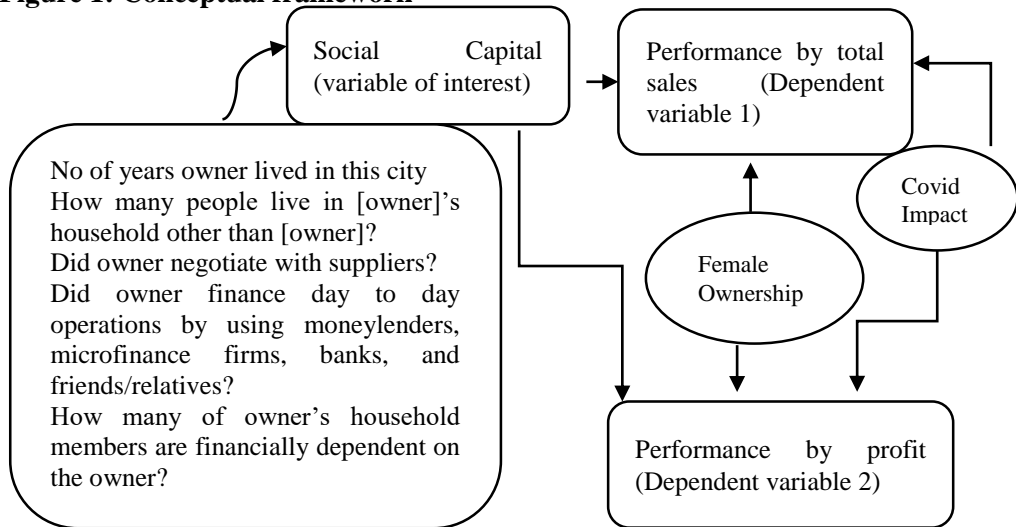 Figure 1: Conceptual framework
Social Capital
(variable of interest)
Performance by total
sales (Dependent
variable 1)
No of years owner lived in this city
How many people live in [owner]'s
household other than [owner]?
Did owner negotiate with suppliers?
Did owner finance day to day
operations by using moneylenders,
microfinance firms, banks, and
friends/relatives?
How many of owner's household
members are financially dependent on
the owner?
Covid
Impact
Female
Ownership
Performance by profit
(Dependent variable 2)